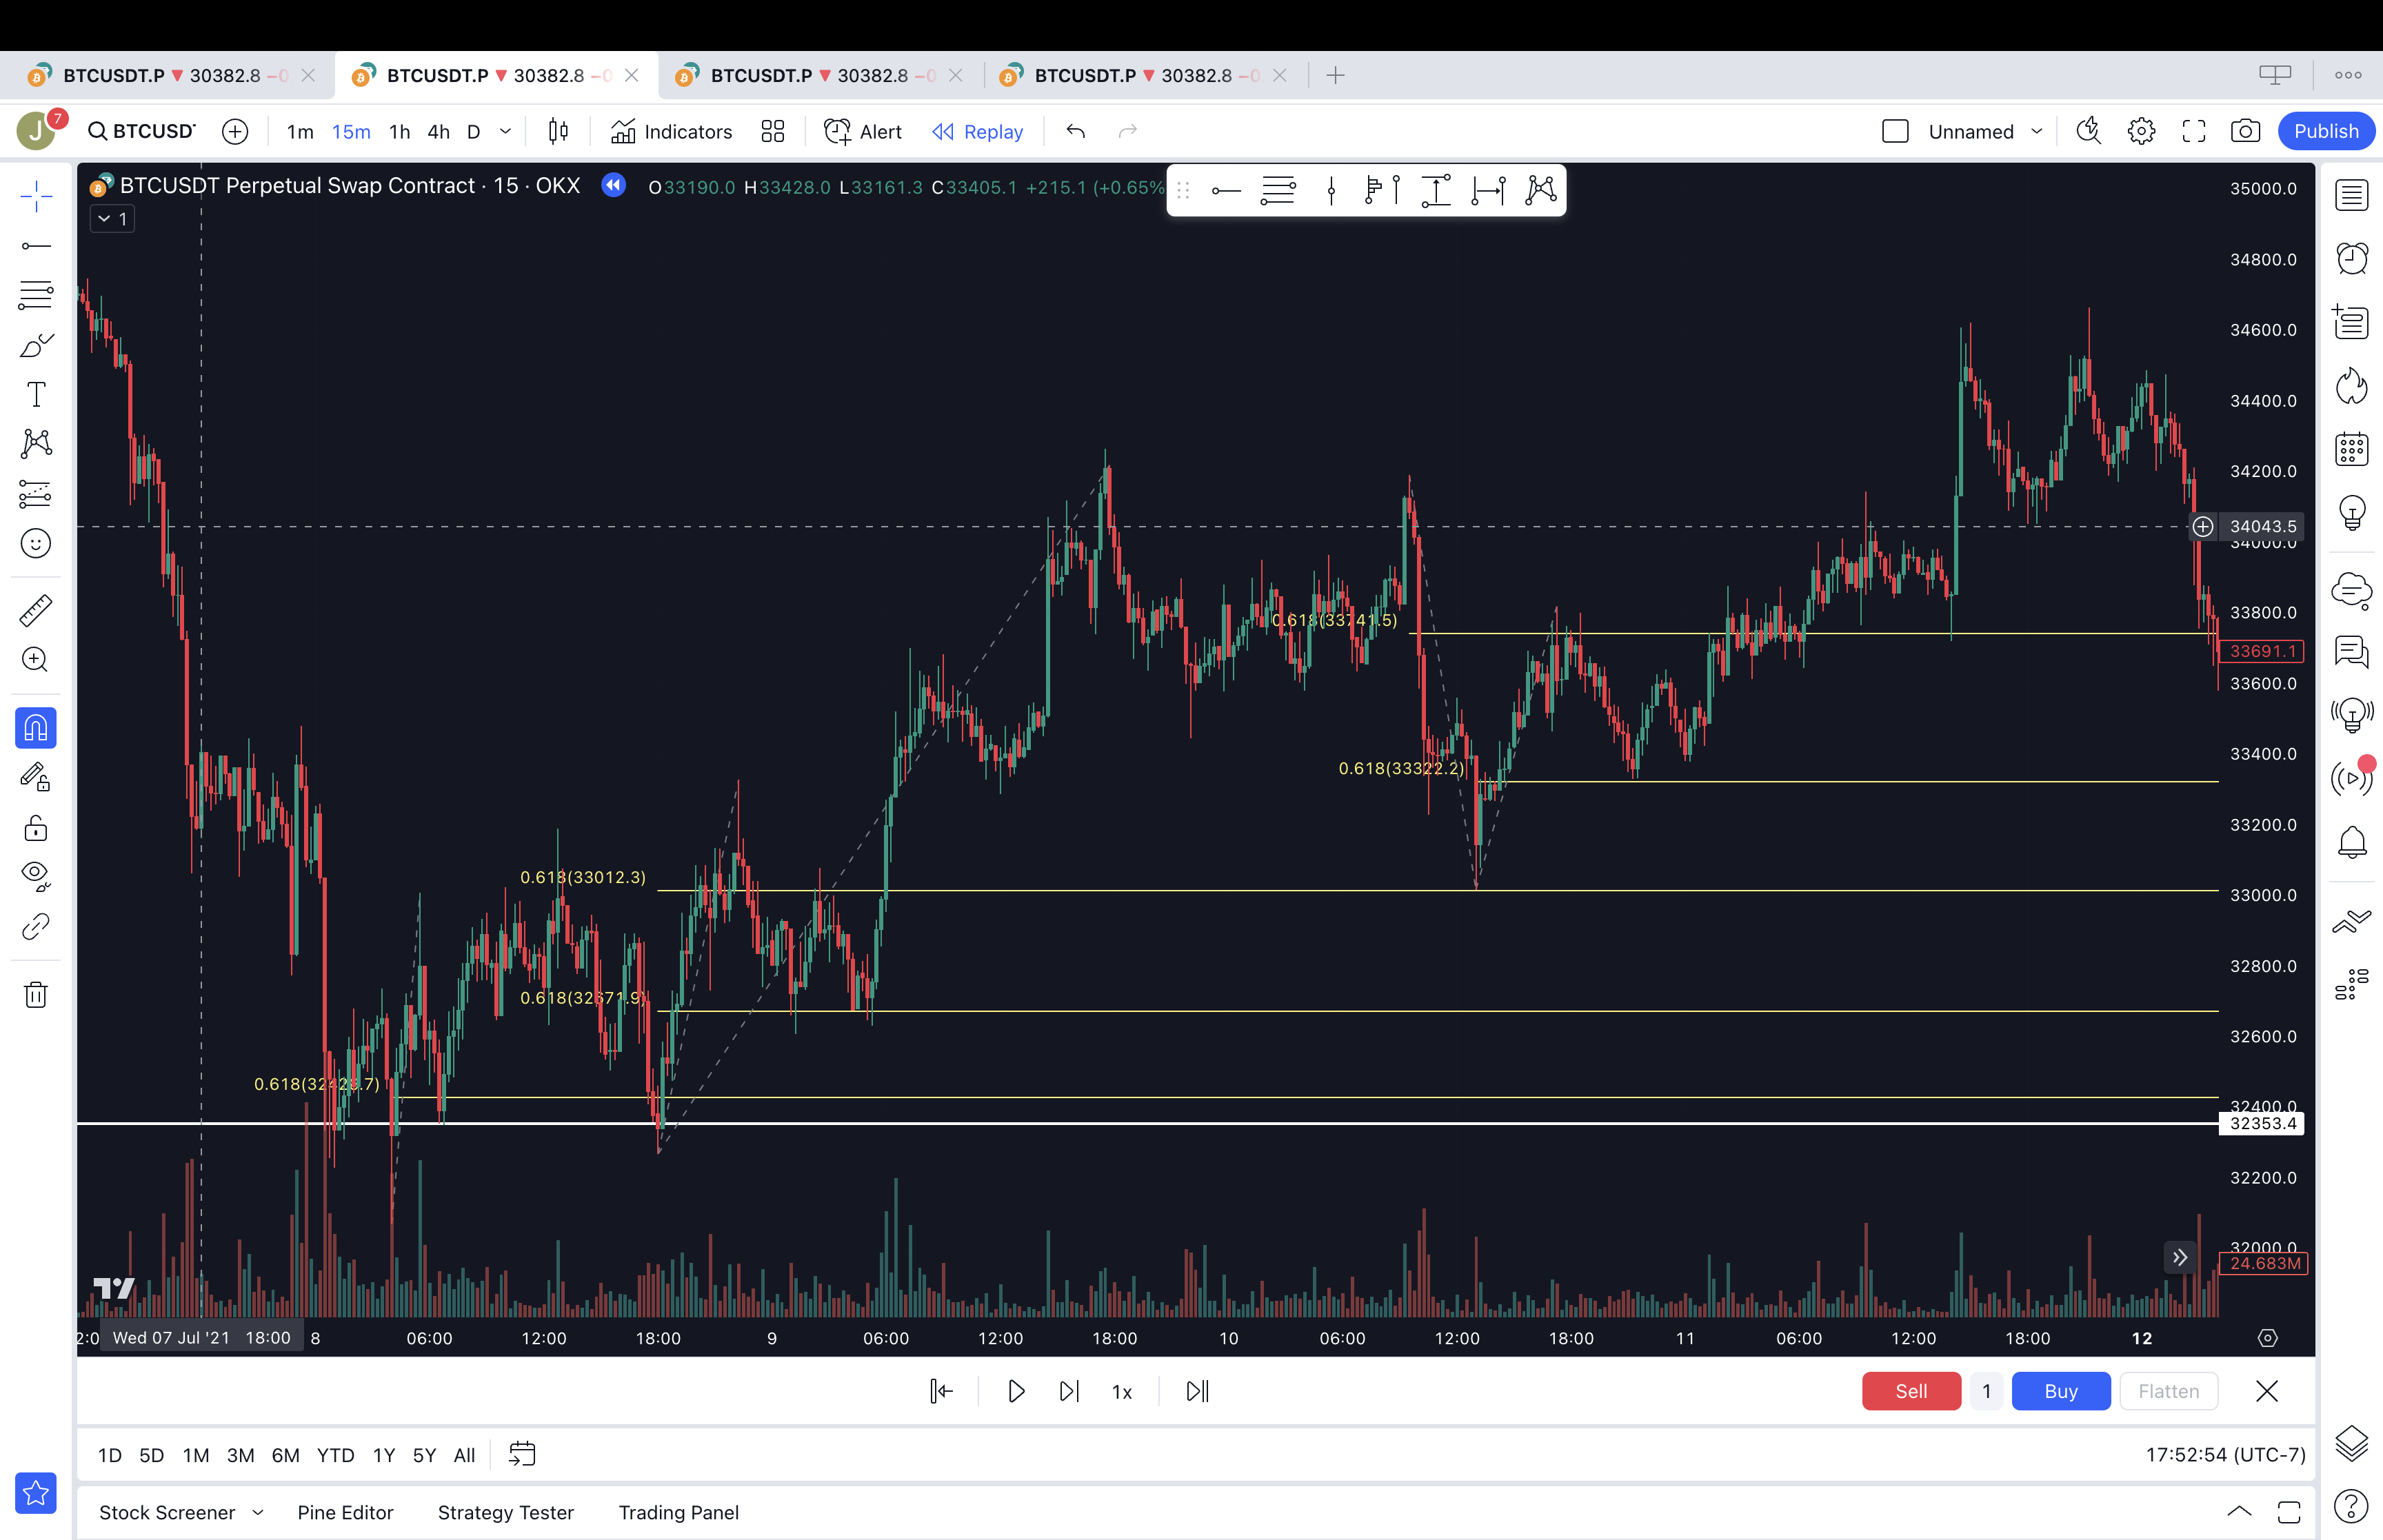 BTCUSDT.P ▼ 30382.8 −0
BTCUSDT.P ▼ 30382.8 −0
BTCUSDT.P ▼ 30382.8 −0
BTCUSDT.P ▼ 30382.8 −0
J 7 BTCUSDT 1m 15m 1h 4h D Indicators Alert Replay Unnamed Publish
BTCUSDT Perpetual Swap Contract · 15 · OKX O33190.0 H33428.0 L33161.3 C33405.1 +215.1 (+0.65%
1
35000.0
34800.0
34600.0
34400.0
34200.0
34043.5
34000.0
33800.0
33691.1
33600.0
33400.0
33200.0
33000.0
32800.0
32600.0
32400.0
32353.4
32200.0
32000.0
24.683M
0.618(33741.5)
0.618(33322.2)
0.618(33012.3)
0.618(32671.9)
2:0 Wed 07 Jul '21 18:00 8 06:00 12:00 18:00 9 06:00 12:00 18:00 10 06:00 12:00 18:00 11 06:00 12:00 18:00 12
1x Sell 1 Buy Flatten
1D 5D 1M 3M 6M YTD 1Y 5Y All 17:52:54 (UTC-7)
Stock Screener Pine Editor Strategy Tester Trading Panel